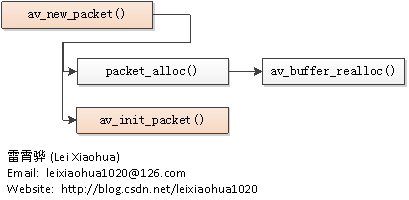 av_new_packet()
packet_alloc()
av_buffer_realloc()
av_init_packet()
雷霄骅 (Lei Xiaohua)
Email: leixiaohua1020@126.com
Website: http://blog.csdn.net/leixiaohua1020